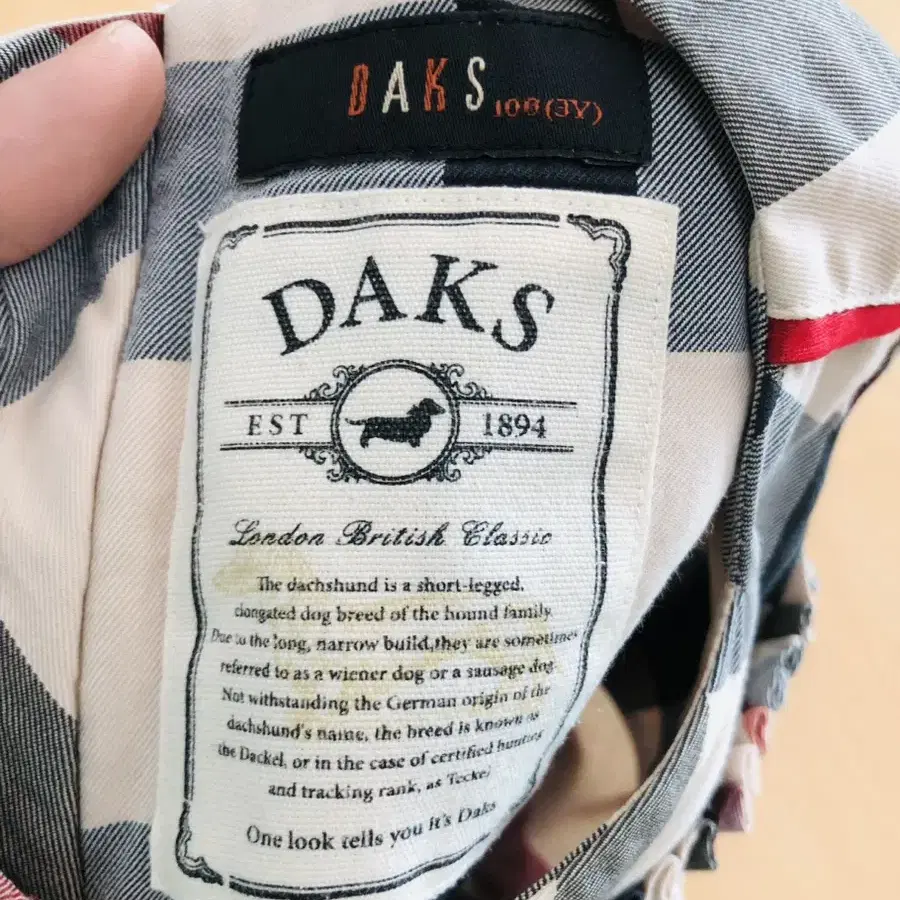 DAKS
100 (3Y)
DAKS
EST 1894
London British Classic
The dachshund is a short-legged,
elongated dog breed of the hound family.
Due to the long, narrow build,they are sometimes
referred to as a wiener dog or a sausage dog.
Not withstanding the German origin of the
dachshund's name, the breed is known as
the Dackel, or in the case of certified hunting
and tracking rank, as Teckel
One look tells you it's Daks